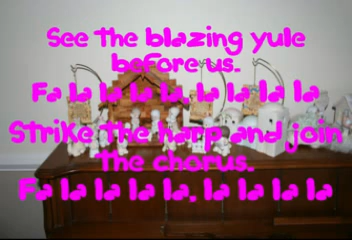 See the blazing yule
before us.
Fa la la la la, la la la la
Strike the harp and join
the chorus.
Fa la la la la, la la la la